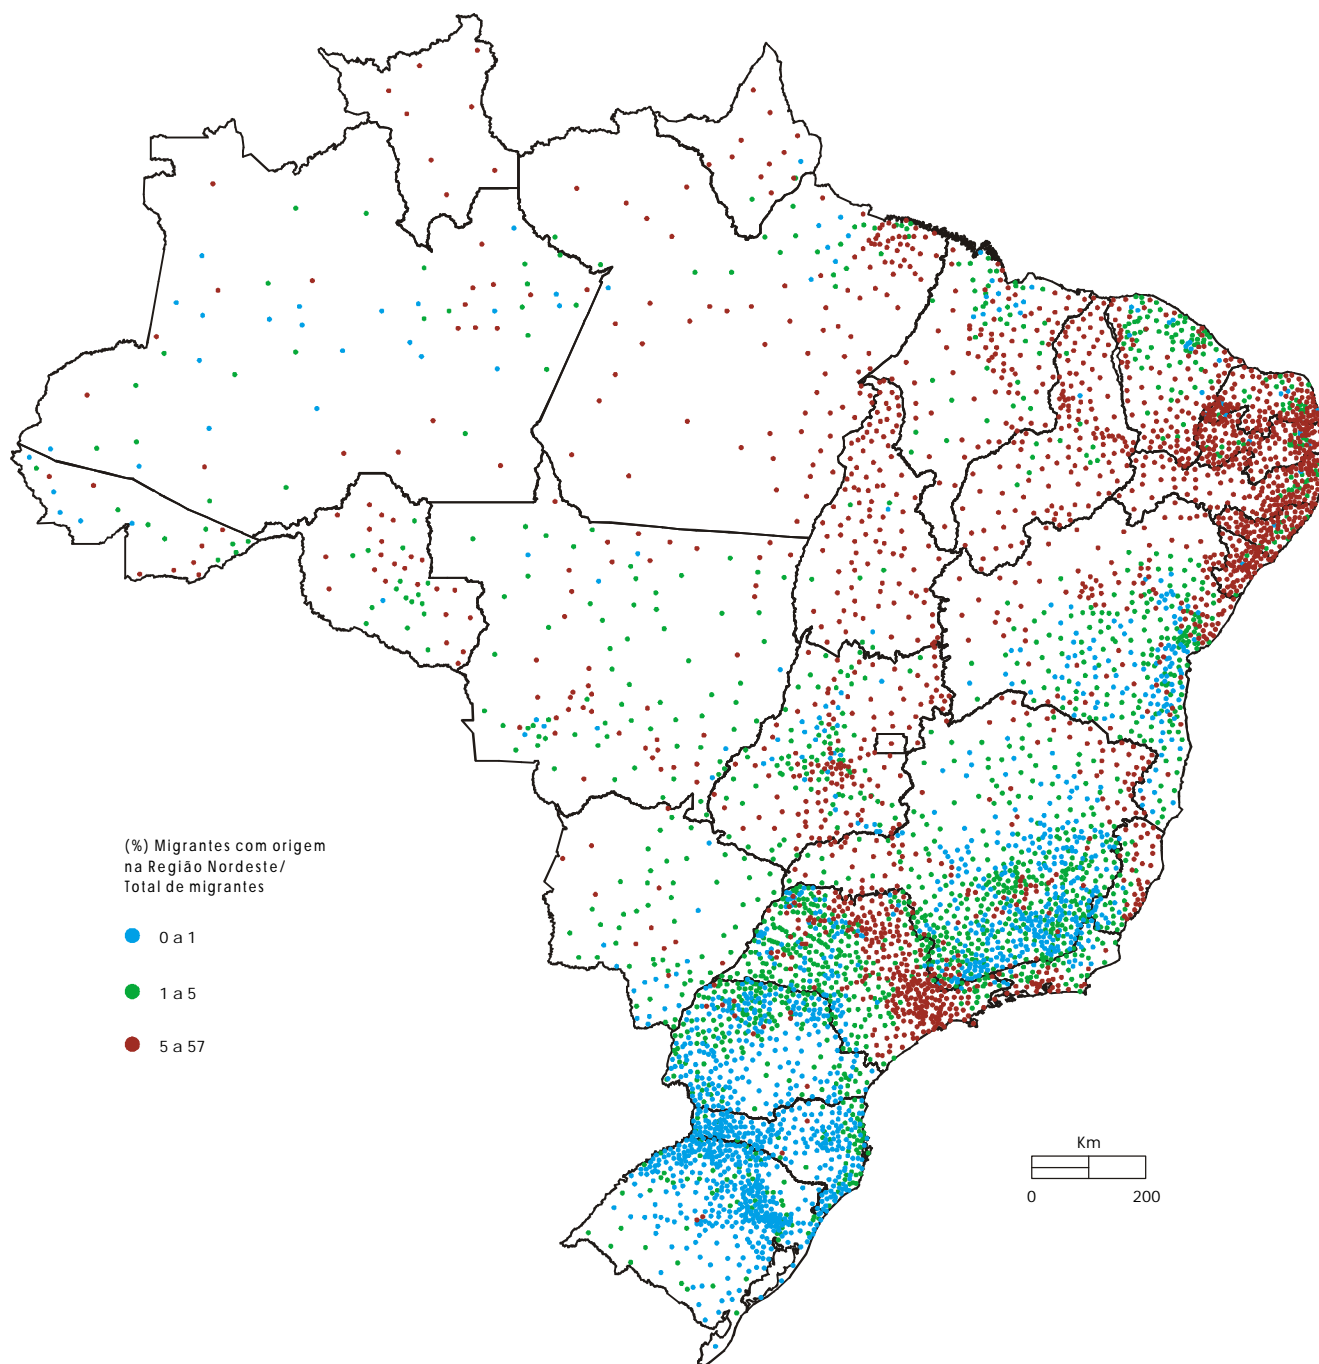 (%) Migrantes com origem
na Região Nordeste/
Total de migrantes
0 a 1
1 a 5
5 a 57
Km
0 200